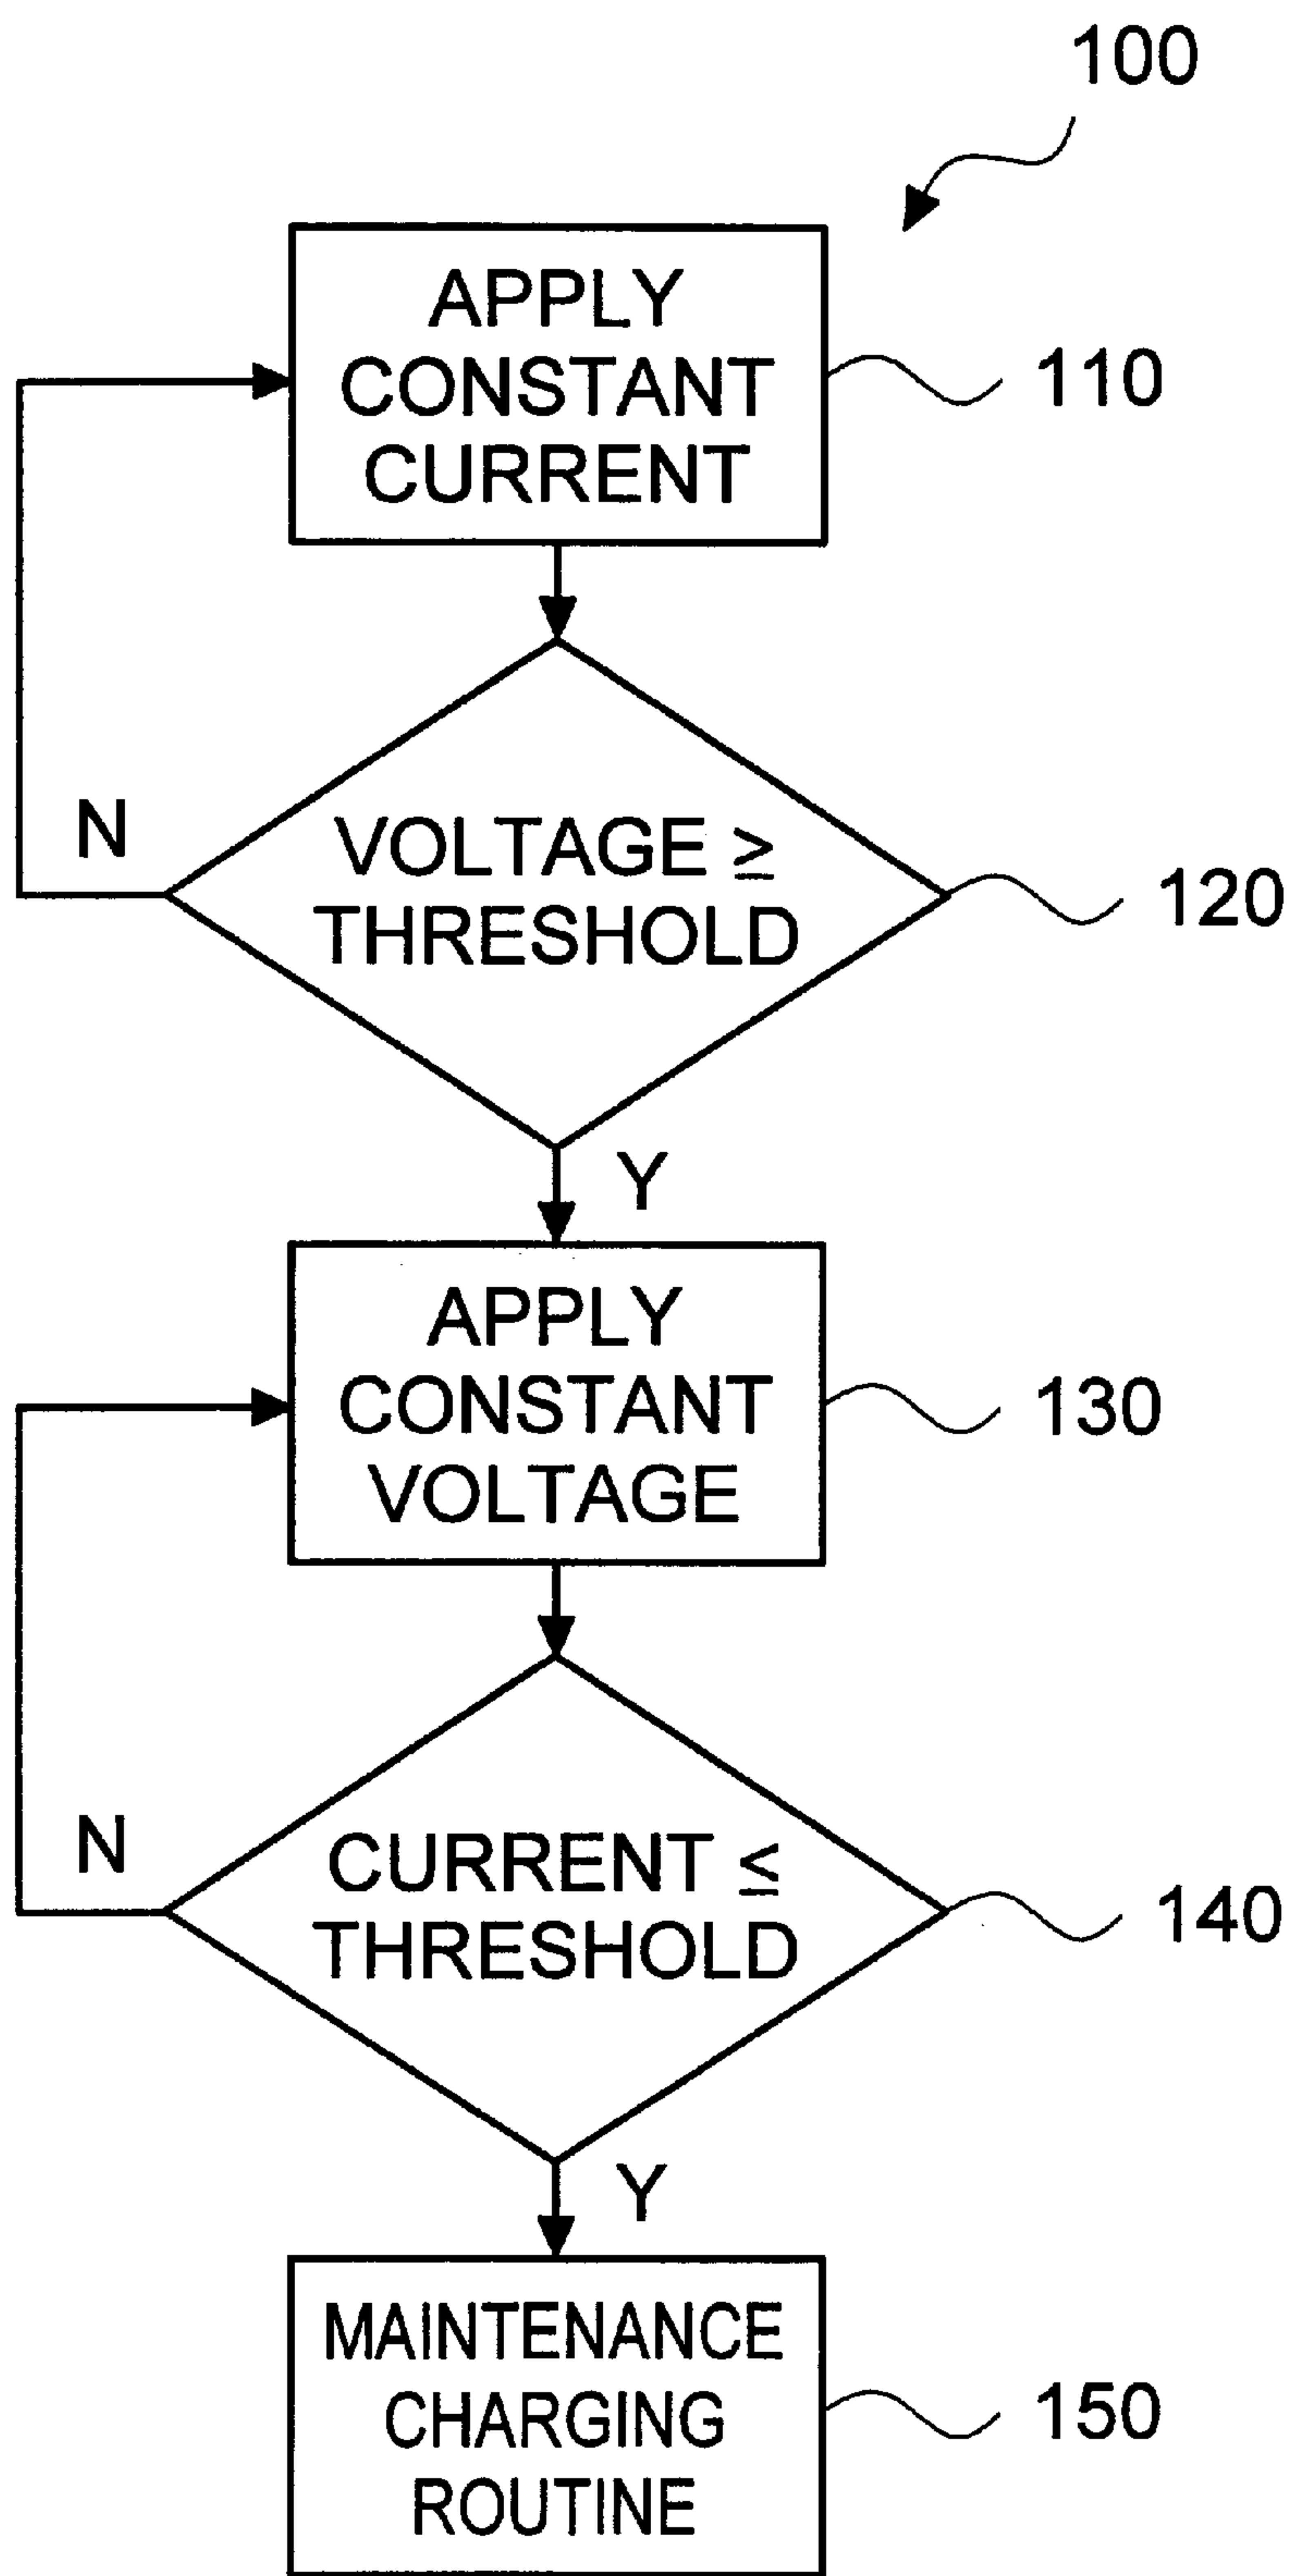 100
APPLY
CONSTANT
CURRENT
110
N
VOLTAGE ≥
THRESHOLD
120
Y
APPLY
CONSTANT
VOLTAGE
130
N
CURRENT ≤
THRESHOLD
140
Y
MAINTENANCE
CHARGING
ROUTINE
150